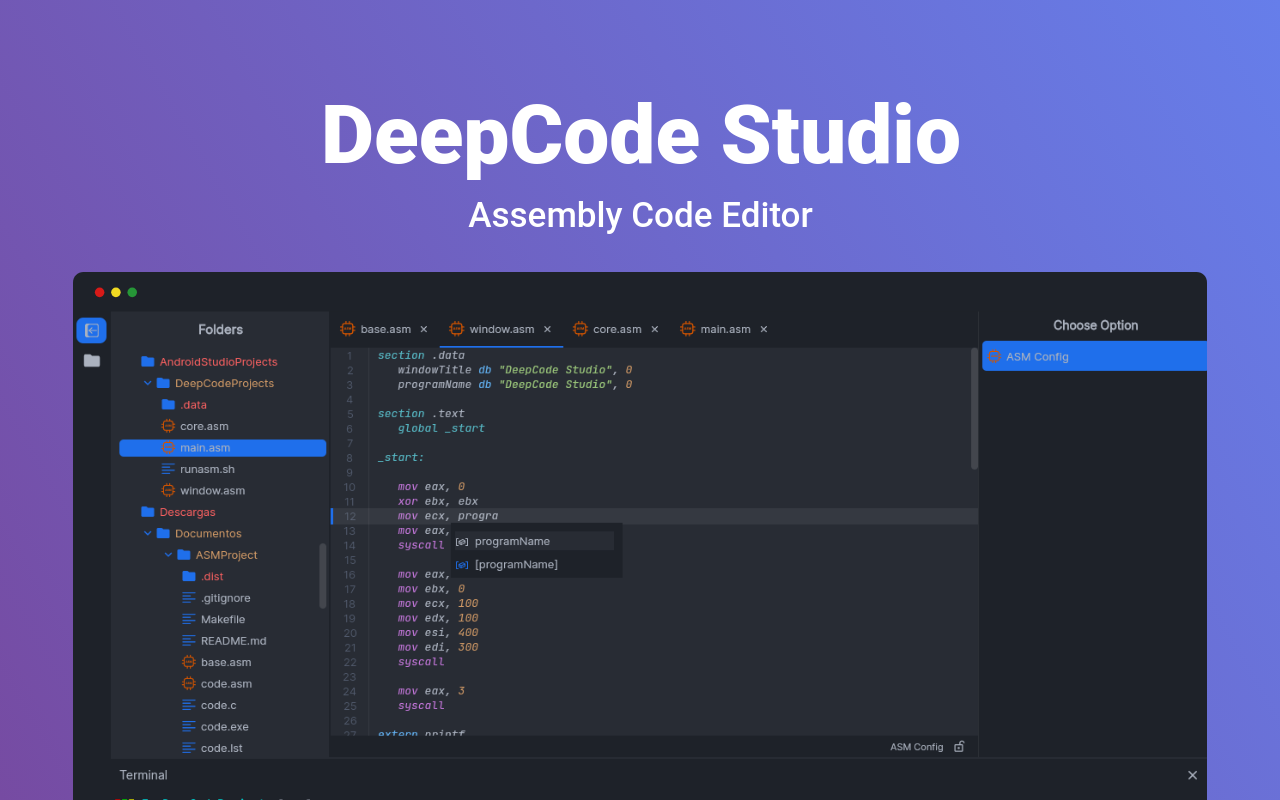 DeepCode Studio
Assembly Code Editor
Folders
AndroidStudioProjects
DeepCodeProjects
.data
core.asm
main.asm
runasm.sh
window.asm
Descargas
Documentos
ASMProject
.dist
.gitignore
Makefile
README.md
base.asm
code.asm
code.c
code.exe
code.lst
base.asm × window.asm × core.asm × main.asm ×
1 section .data
2 windowTitle db "DeepCode Studio", 0
3 programName db "DeepCode Studio", 0
4
5 section .text
6 global _start
7
8 _start:
9
10 mov eax, 0
11 xor ebx, ebx
12 mov ecx, progra
13 mov eax,
14 syscall
15
16 mov eax,
17 mov ebx, 0
18 mov ecx, 100
19 mov edx, 100
20 mov esi, 400
21 mov edi, 300
22 syscall
23
24 mov eax, 3
25 syscall
26
27 extern printf
programName
[programName]
ASM Config
Choose Option
ASM Config
Terminal ×